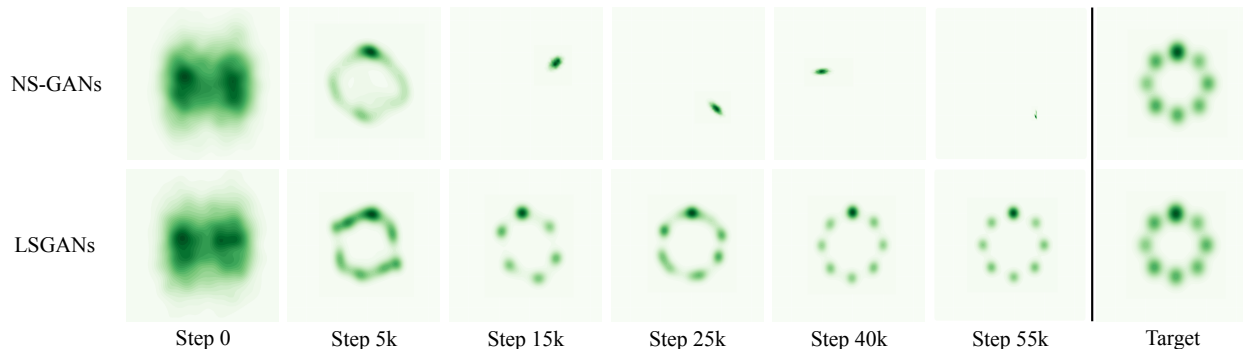 NS-GANs
LSGANs
Step 0 Step 5k Step 15k Step 25k Step 40k Step 55k Target